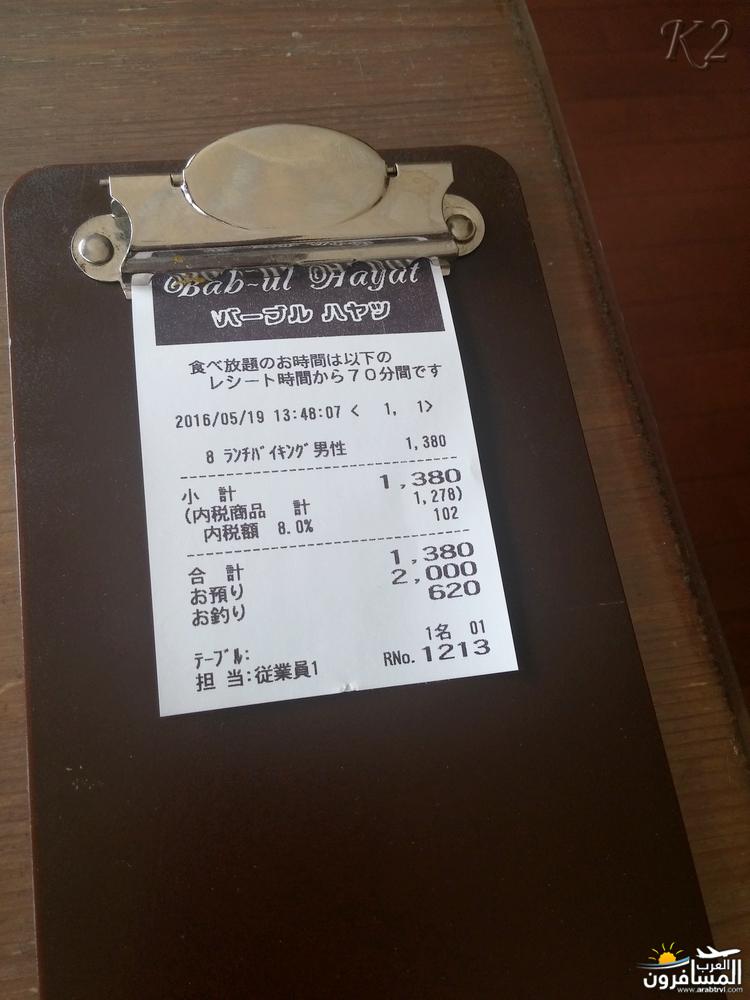 K2
Bab-ul Hayat
バーブル ハヤツ
食べ放題のお時間は以下の
レシート時間から70分間です
2016/05/19 13:48:07 < 1, 1>
8 ランチバイキング 男性 1,380
小 計 1,380
(内税商品 計 1,278)
内税額 8.0% 102
合 計 1,380
お預り 2,000
お釣り 620
1名 01
テーブル: RNo. 1213
担 当:従業員1
العرب
المسافرون
www.arabtrvl.com